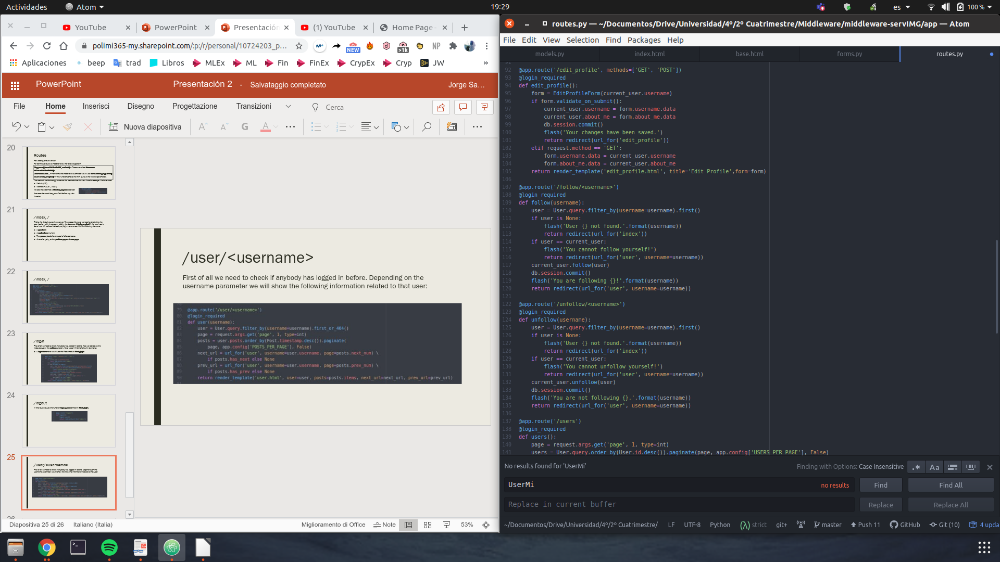 Actividades
Atom
19:29
es
100 %
YouTube
PowerPoint
Presentación
(1) YouTube
Home Page -
polimi365-my.sharepoint.com/:p:/r/personal/10724203_p...
NEW
>1k
NP
Aplicaciones
beep
trad
Libros
MLEx
ML
Fin
FinEx
CrypEx
Cryp
JW
»
PowerPoint
Presentación 2 - Salvataggio completato
Jorge Sa...
File
Home
Inserisci
Disegno
Progettazione
Transizioni
Cerca
Nuova diapositiva
G
A
20
Routes
21
/index, /
22
/index, /
23
/login
24
/logout
25
/user/<username>
/user/<username>
First of all we need to check if anybody has logged in before. Depending on the
username parameter we will show the following information related to that user:
79 @app.route('/user/<username>')
80 @login_required
81 def user(username):
82 user = User.query.filter_by(username=username).first_or_404()
83 page = request.args.get('page', 1, type=int)
84 posts = user.posts.order_by(Post.timestamp.desc()).paginate(
85 page, app.config['POSTS_PER_PAGE'], False)
86 next_url = url_for('user', username=user.username, page=posts.next_num) \
87 if posts.has_next else None
88 prev_url = url_for('user', username=user.username, page=posts.prev_num) \
89 if posts.has_prev else None
90 return render_template('user.html', user=user, posts=posts.items, next_url=next_url, prev_url=prev_url)
Diapositiva 25 di 26
Italiano (Italia)
Miglioramento di Office
Note
53%
routes.py — ~/Documentos/Drive/Universidad/4º/2º Cuatrimestre/Middleware/middleware-servIMG/app — Atom
File Edit View Selection Find Packages Help
models.py
index.html
base.html
forms.py
routes.py
91
92 @app.route('/edit_profile', methods=['GET', 'POST'])
93 @login_required
94 def edit_profile():
95 form = EditProfileForm(current_user.username)
96 if form.validate_on_submit():
97 current_user.username = form.username.data
98 current_user.about_me = form.about_me.data
99 db.session.commit()
100 flash('Your changes have been saved.')
101 return redirect(url_for('edit_profile'))
102 elif request.method == 'GET':
103 form.username.data = current_user.username
104 form.about_me.data = current_user.about_me
105 return render_template('edit_profile.html', title='Edit Profile',form=form)
106
107 @app.route('/follow/<username>')
108 @login_required
109 def follow(username):
110 user = User.query.filter_by(username=username).first()
111 if user is None:
112 flash('User {} not found.'.format(username))
113 return redirect(url_for('index'))
114 if user == current_user:
115 flash('You cannot follow yourself!')
116 return redirect(url_for('user', username=username))
117 current_user.follow(user)
118 db.session.commit()
119 flash('You are following {}!'.format(username))
120 return redirect(url_for('user', username=username))
121
122 @app.route('/unfollow/<username>')
123 @login_required
124 def unfollow(username):
125 user = User.query.filter_by(username=username).first()
126 if user is None:
127 flash('User {} not found.'.format(username))
128 return redirect(url_for('index'))
129 if user == current_user:
130 flash('You cannot unfollow yourself!')
131 return redirect(url_for('user', username=username))
132 current_user.unfollow(user)
133 db.session.commit()
134 flash('You are not following {}.'.format(username))
135 return redirect(url_for('user', username=username))
136
137 @app.route('/users')
138 @login_required
139 def users():
140 page = request.args.get('page', 1, type=int)
141 users = User.query.order_by(User.id.desc()).paginate(page, app.config['USERS_PER_PAGE'], False)
No results found for 'UserMi'
Finding with Options: Case Insensitive
.*
Aa
UserMi
no results
Find
Find All
Replace in current buffer
Replace
Replace All
~/Documentos/Drive/Universidad/4º/2º Cuatrimestre/
LF
UTF-8
Python
(λ) strict
git+
master
Push 11
GitHub
Git (10)
4 upda